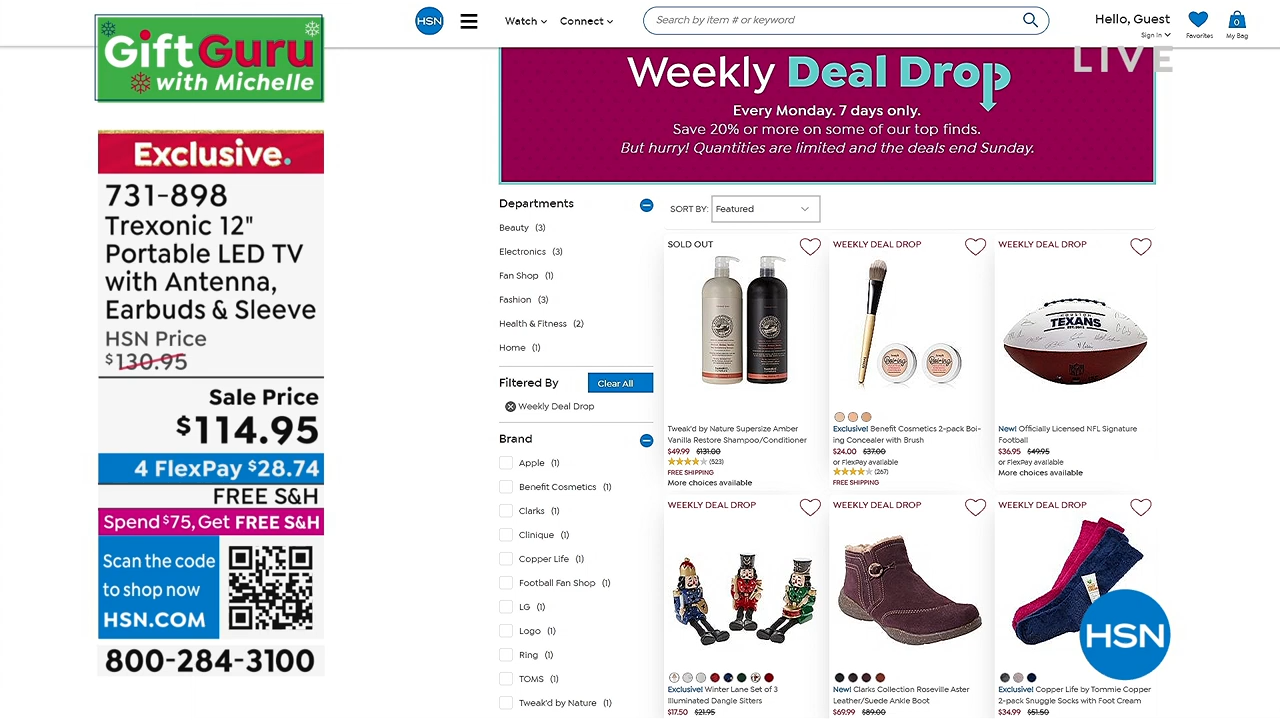 Gift Guru
with Michelle
Exclusive.
731-898
Trexonic 12"
Portable LED TV
with Antenna,
Earbuds & Sleeve
HSN Price
$130.95
Sale Price
$114.95
4 FlexPay $28.74
FREE S&H
Spend $75, Get FREE S&H
Scan the code
to shop now
HSN.COM
800-284-3100
HSN
Watch
Connect
Search by item # or keyword
Hello, Guest
Sign In
Favorites
0
My Bag
LIVE
Weekly Deal Drop
Every Monday. 7 days only.
Save 20% or more on some of our top finds.
But hurry! Quantities are limited and the deals end Sunday.
Departments
Beauty (3)
Electronics (3)
Fan Shop (1)
Fashion (3)
Health & Fitness (2)
Home (1)
Filtered By
Clear All
Weekly Deal Drop
Brand
Apple (1)
Benefit Cosmetics (1)
Clarks (1)
Clinique (1)
Copper Life (1)
Football Fan Shop (1)
LG (1)
Logo (1)
Ring (1)
TOMS (1)
Tweak'd by Nature (1)
SORT BY:
Featured
SOLD OUT
Tweak'd by Nature Supersize Amber
Vanilla Restore Shampoo/Conditioner
$49.99 $131.00
(523)
FREE SHIPPING
More choices available
WEEKLY DEAL DROP
Exclusive! Benefit Cosmetics 2-pack Boi-
ing Concealer with Brush
$24.00 $37.00
or FlexPay available
(267)
FREE SHIPPING
WEEKLY DEAL DROP
HOUSTON
TEXANS
New! Officially Licensed NFL Signature
Football
$36.95 $49.95
or FlexPay available
More choices available
WEEKLY DEAL DROP
Exclusive! Winter Lane Set of 3
Illuminated Dangle Sitters
$17.50 $21.95
WEEKLY DEAL DROP
New! Clarks Collection Roseville Aster
Leather/Suede Ankle Boot
$69.99 $89.00
WEEKLY DEAL DROP
Exclusive! Copper Life by Tommie Copper
2-pack Snuggle Socks with Foot Cream
$34.99 $51.50
HSN